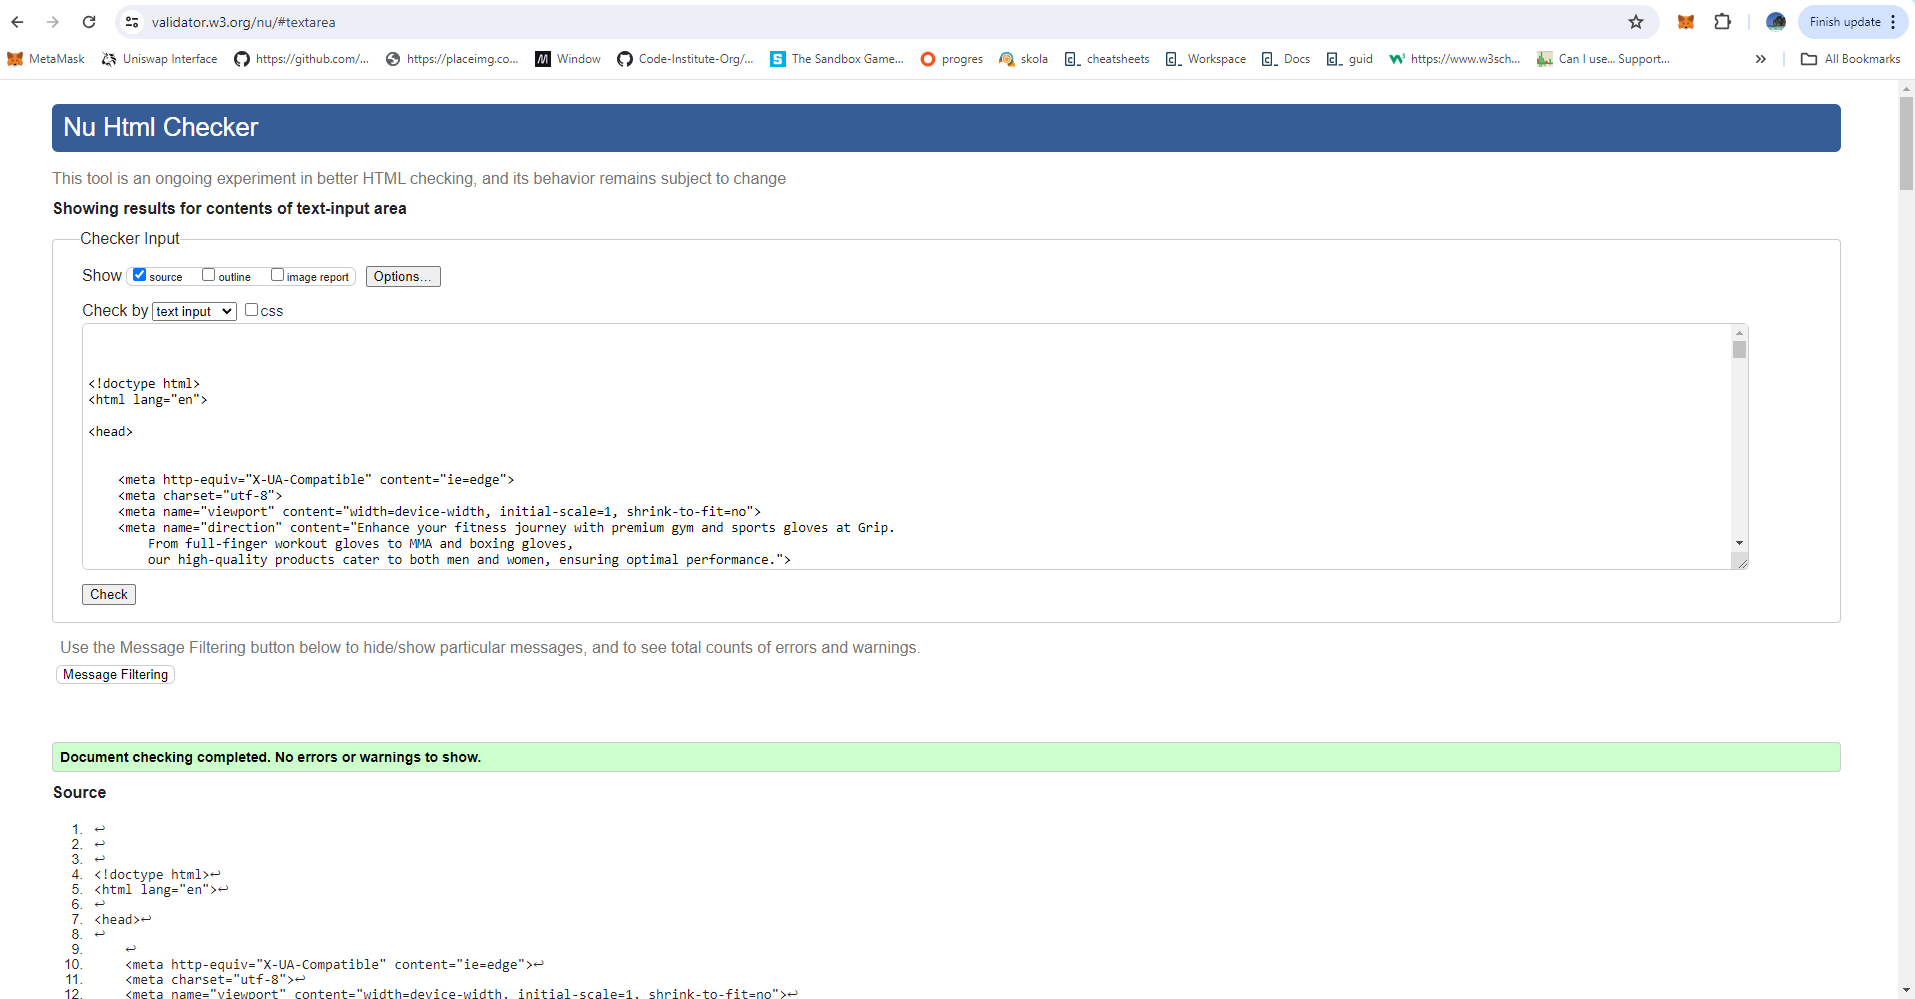 validator.w3.org/nu/#textarea
Finish update
MetaMask Uniswap Interface https://github.com/... https://placeimg.co... Window Code-Institute-Org/... The Sandbox Game... progres skola cheatsheets Workspace Docs guid https://www.w3sch... Can I use... Support... » All Bookmarks
Nu Html Checker
This tool is an ongoing experiment in better HTML checking, and its behavior remains subject to change
Showing results for contents of text-input area
Checker Input
Show source outline image report Options...
Check by text input css
<!doctype html>
<html lang="en">
<head>
<meta http-equiv="X-UA-Compatible" content="ie=edge">
<meta charset="utf-8">
<meta name="viewport" content="width=device-width, initial-scale=1, shrink-to-fit=no">
<meta name="direction" content="Enhance your fitness journey with premium gym and sports gloves at Grip.
From full-finger workout gloves to MMA and boxing gloves,
our high-quality products cater to both men and women, ensuring optimal performance.">
Check
Use the Message Filtering button below to hide/show particular messages, and to see total counts of errors and warnings.
Message Filtering
Document checking completed. No errors or warnings to show.
Source
1. ↩
2. ↩
3. ↩
4. <!doctype html>↩
5. <html lang="en">↩
6. ↩
7. <head>↩
8. ↩
9. ↩
10. <meta http-equiv="X-UA-Compatible" content="ie=edge">↩
11. <meta charset="utf-8">↩
12. <meta name="viewport" content="width=device-width, initial-scale=1, shrink-to-fit=no">↩